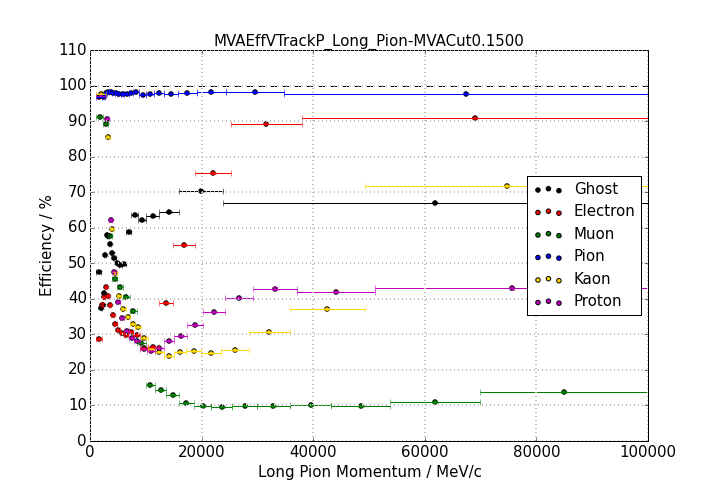 MVAEffVTrackP_Long_Pion-MVACut0.1500
110
100
90
80
70
60
50
40
30
20
10
0
Efficiency / %
Ghost
Electron
Muon
Pion
Kaon
Proton
0 20000 40000 60000 80000 100000
Long Pion Momentum / MeV/c